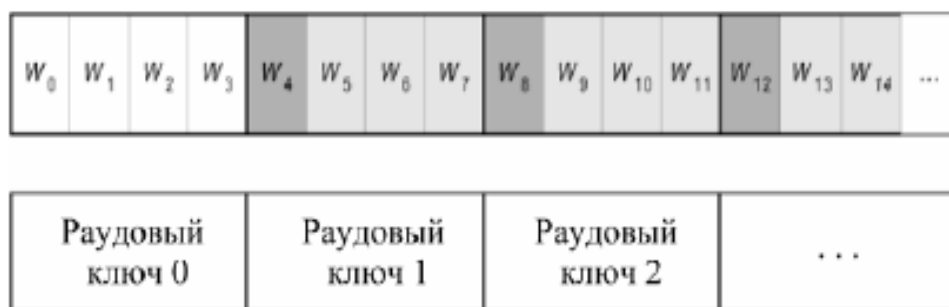 W₀ W₁ W₂ W₃ W₄ W₅ W₆ W₇ W₈ W₉ W₁₀ W₁₁ W₁₂ W₁₃ W₁₄ ...
Раудовый Раудовый Раудовый
ключ 0 ключ 1 ключ 2 ...